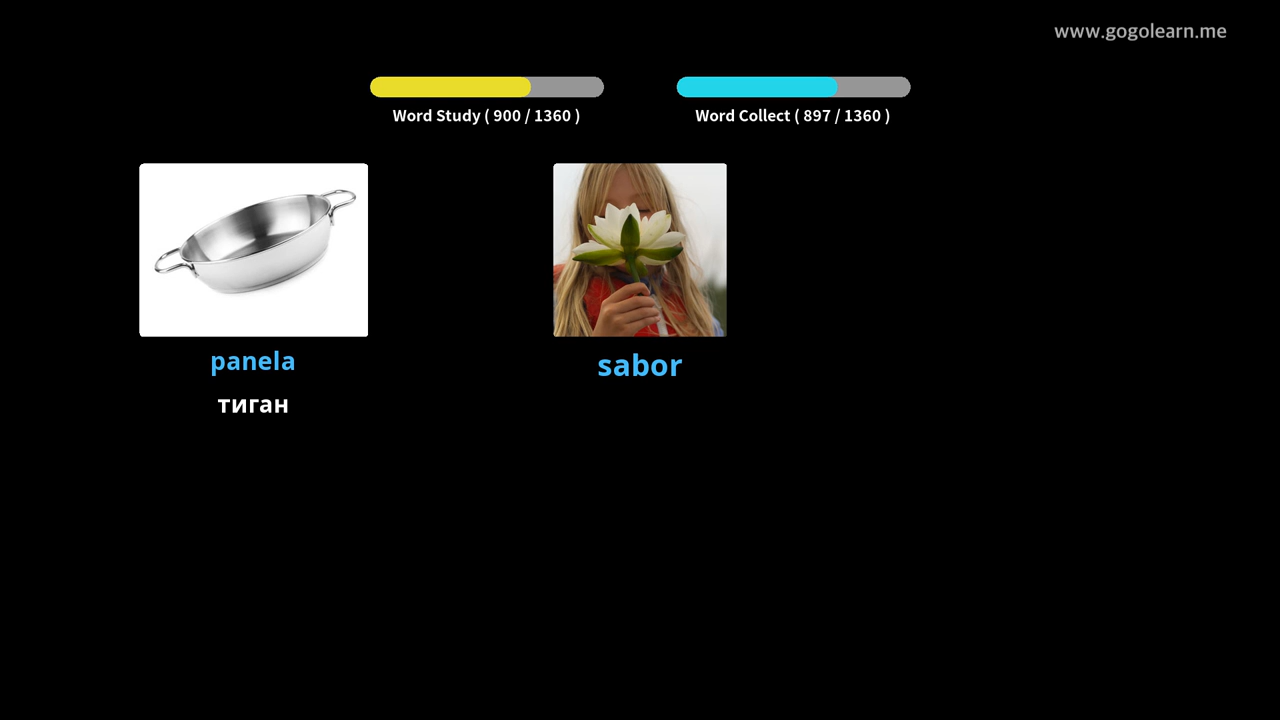 www.gogolearn.me
Word Study ( 900 / 1360 )
Word Collect ( 897 / 1360 )
panela
тиган
sabor